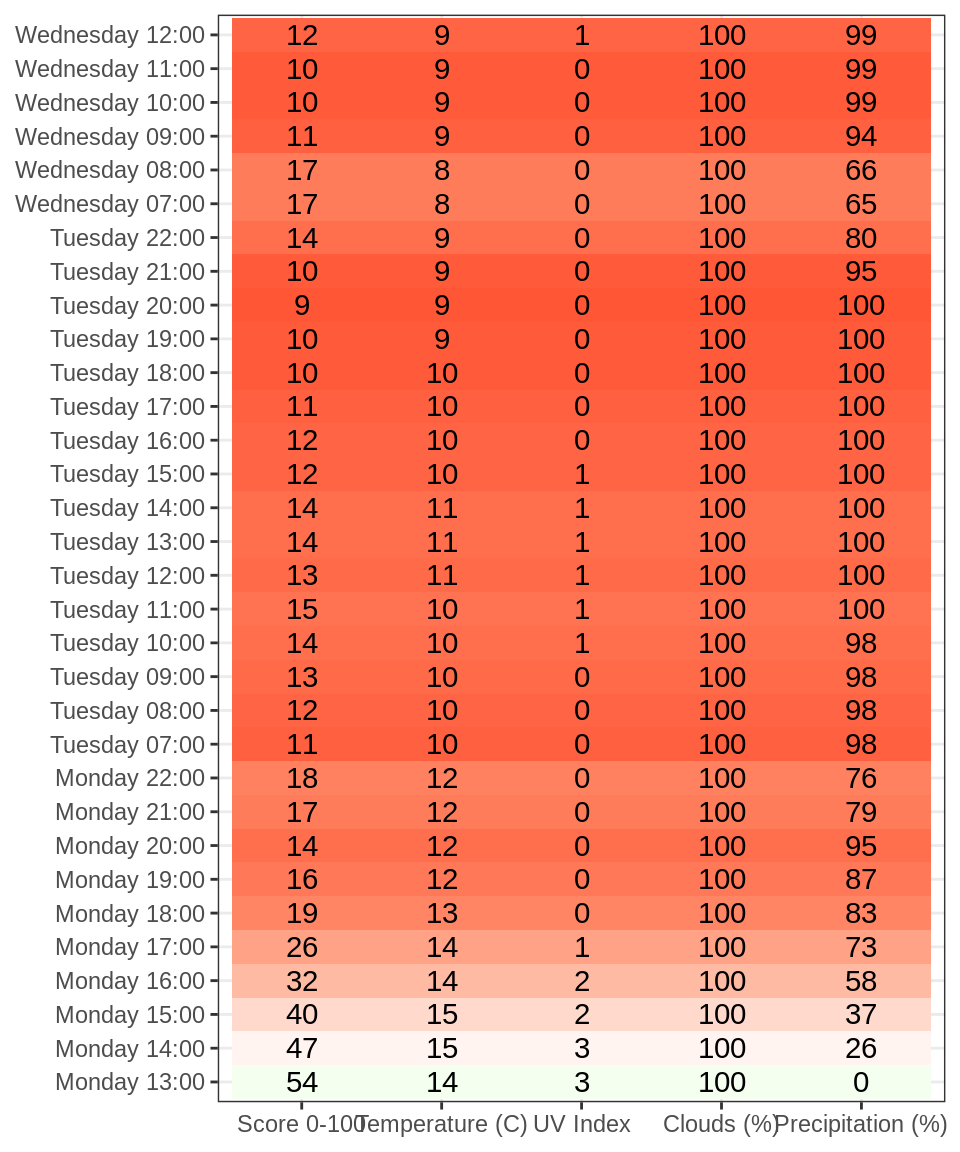 Wednesday 12:00 12 9 1 100 99
Wednesday 11:00 10 9 0 100 99
Wednesday 10:00 10 9 0 100 99
Wednesday 09:00 11 9 0 100 94
Wednesday 08:00 17 8 0 100 66
Wednesday 07:00 17 8 0 100 65
Tuesday 22:00 14 9 0 100 80
Tuesday 21:00 10 9 0 100 95
Tuesday 20:00 9 9 0 100 100
Tuesday 19:00 10 9 0 100 100
Tuesday 18:00 10 10 0 100 100
Tuesday 17:00 11 10 0 100 100
Tuesday 16:00 12 10 0 100 100
Tuesday 15:00 12 10 1 100 100
Tuesday 14:00 14 11 1 100 100
Tuesday 13:00 14 11 1 100 100
Tuesday 12:00 13 11 1 100 100
Tuesday 11:00 15 10 1 100 100
Tuesday 10:00 14 10 1 100 98
Tuesday 09:00 13 10 0 100 98
Tuesday 08:00 12 10 0 100 98
Tuesday 07:00 11 10 0 100 98
Monday 22:00 18 12 0 100 76
Monday 21:00 17 12 0 100 79
Monday 20:00 14 12 0 100 95
Monday 19:00 16 12 0 100 87
Monday 18:00 19 13 0 100 83
Monday 17:00 26 14 1 100 73
Monday 16:00 32 14 2 100 58
Monday 15:00 40 15 2 100 37
Monday 14:00 47 15 3 100 26
Monday 13:00 54 14 3 100 0
Score 0-100 Temperature (C) UV Index Clouds (%) Precipitation (%)